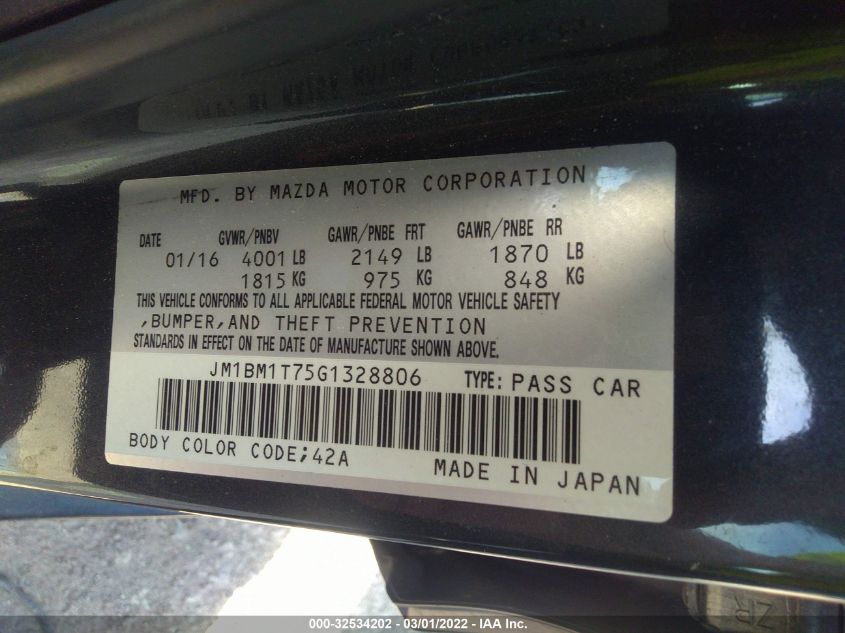 MFD. BY MAZDA MOTOR CORPORATION
DATE GVWR/PNBV GAWR/PNBE FRT GAWR/PNBE RR
01/16 4001 LB 2149 LB 1870 LB
1815 KG 975 KG 848 KG
THIS VEHICLE CONFORMS TO ALL APPLICABLE FEDERAL MOTOR VEHICLE SAFETY
,BUMPER,AND THEFT PREVENTION
STANDARDS IN EFFECT ON THE DATE OF MANUFACTURE SHOWN ABOVE.
JM1BM1T75G1328806 TYPE: PASS CAR
BODY COLOR CODE;42A
MADE IN JAPAN
ZR
000-32534202 - 03/01/2022 - IAA Inc.